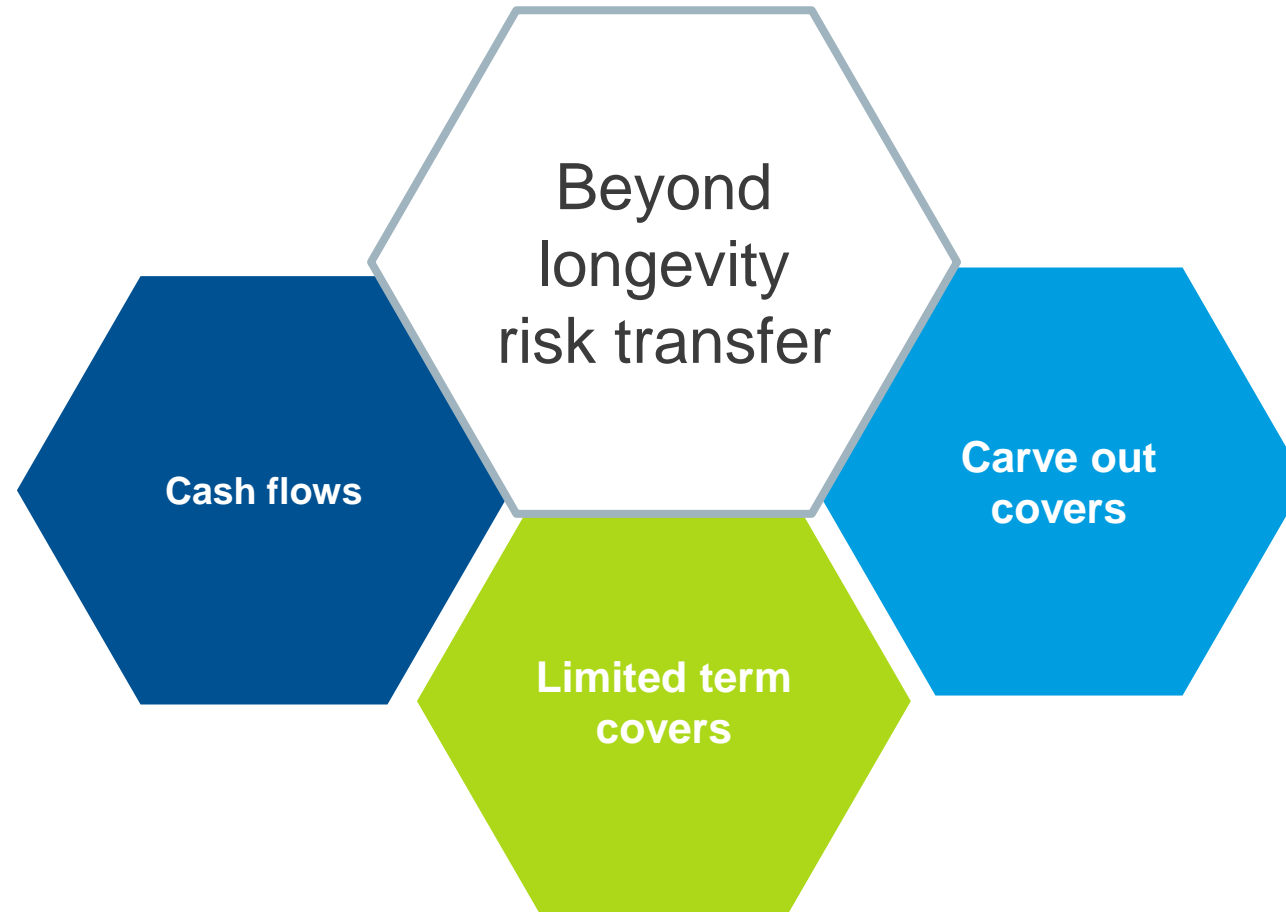 Beyond
longevity
risk transfer
Cash flows
Carve out
covers
Limited term
covers